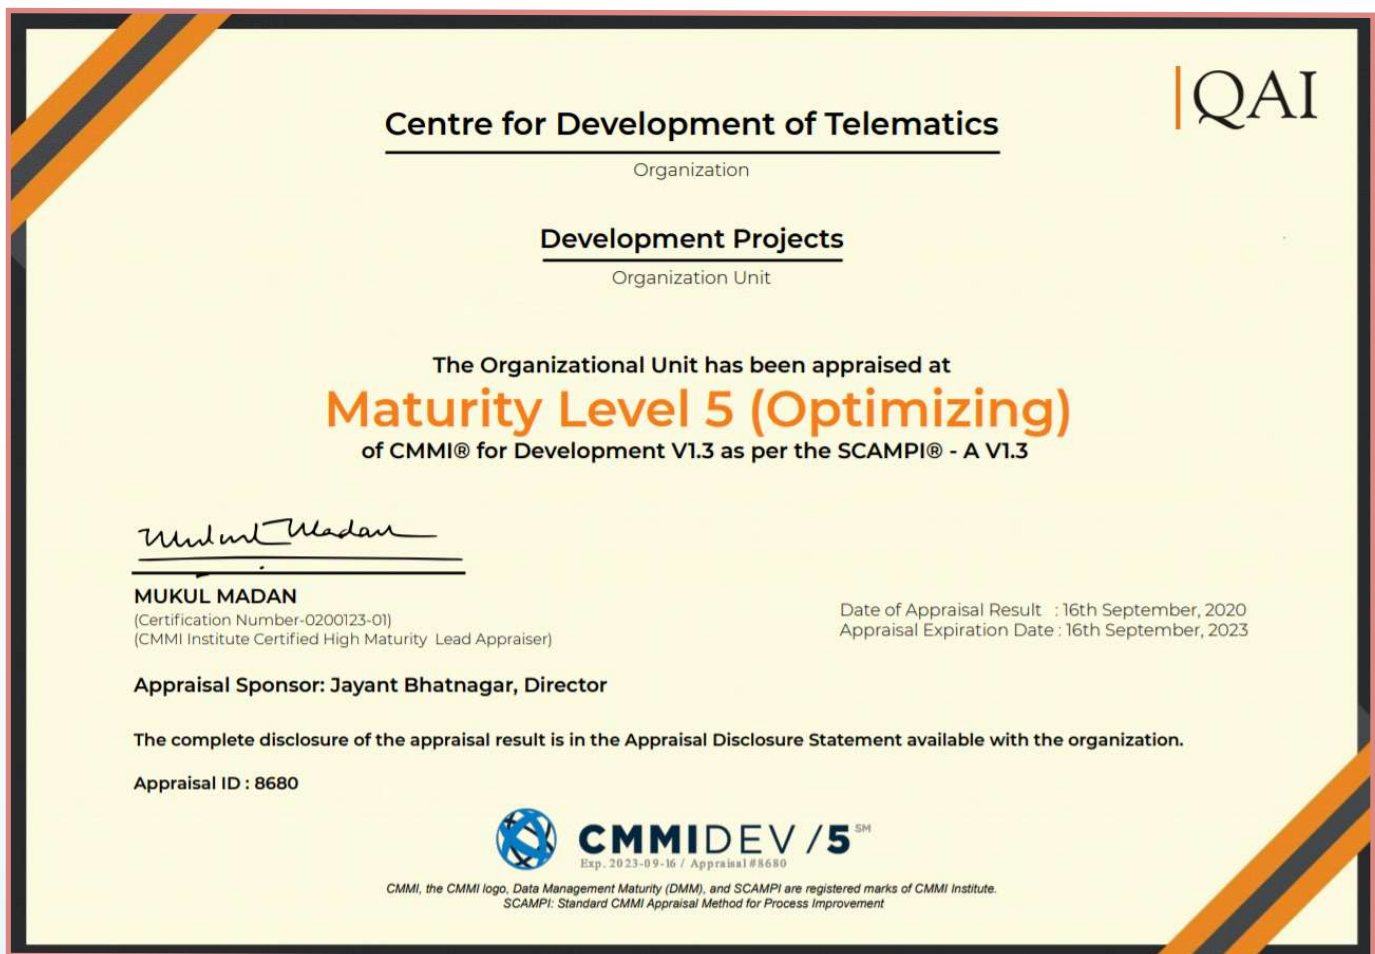 QAI
Centre for Development of Telematics
Organization
Development Projects
Organization Unit
The Organizational Unit has been appraised at
Maturity Level 5 (Optimizing)
of CMMI® for Development V1.3 as per the SCAMPI® - A V1.3
Mukul Madan
MUKUL MADAN
(Certification Number-0200123-01)
(CMMI Institute Certified High Maturity Lead Appraiser)
Date of Appraisal Result : 16th September, 2020
Appraisal Expiration Date : 16th September, 2023
Appraisal Sponsor: Jayant Bhatnagar, Director
The complete disclosure of the appraisal result is in the Appraisal Disclosure Statement available with the organization.
Appraisal ID : 8680
CMMIDEV /5 SM
Exp. 2023-09-16 / Appraisal #8680
CMMI, the CMMI logo, Data Management Maturity (DMM), and SCAMPI are registered marks of CMMI Institute.
SCAMPI: Standard CMMI Appraisal Method for Process Improvement